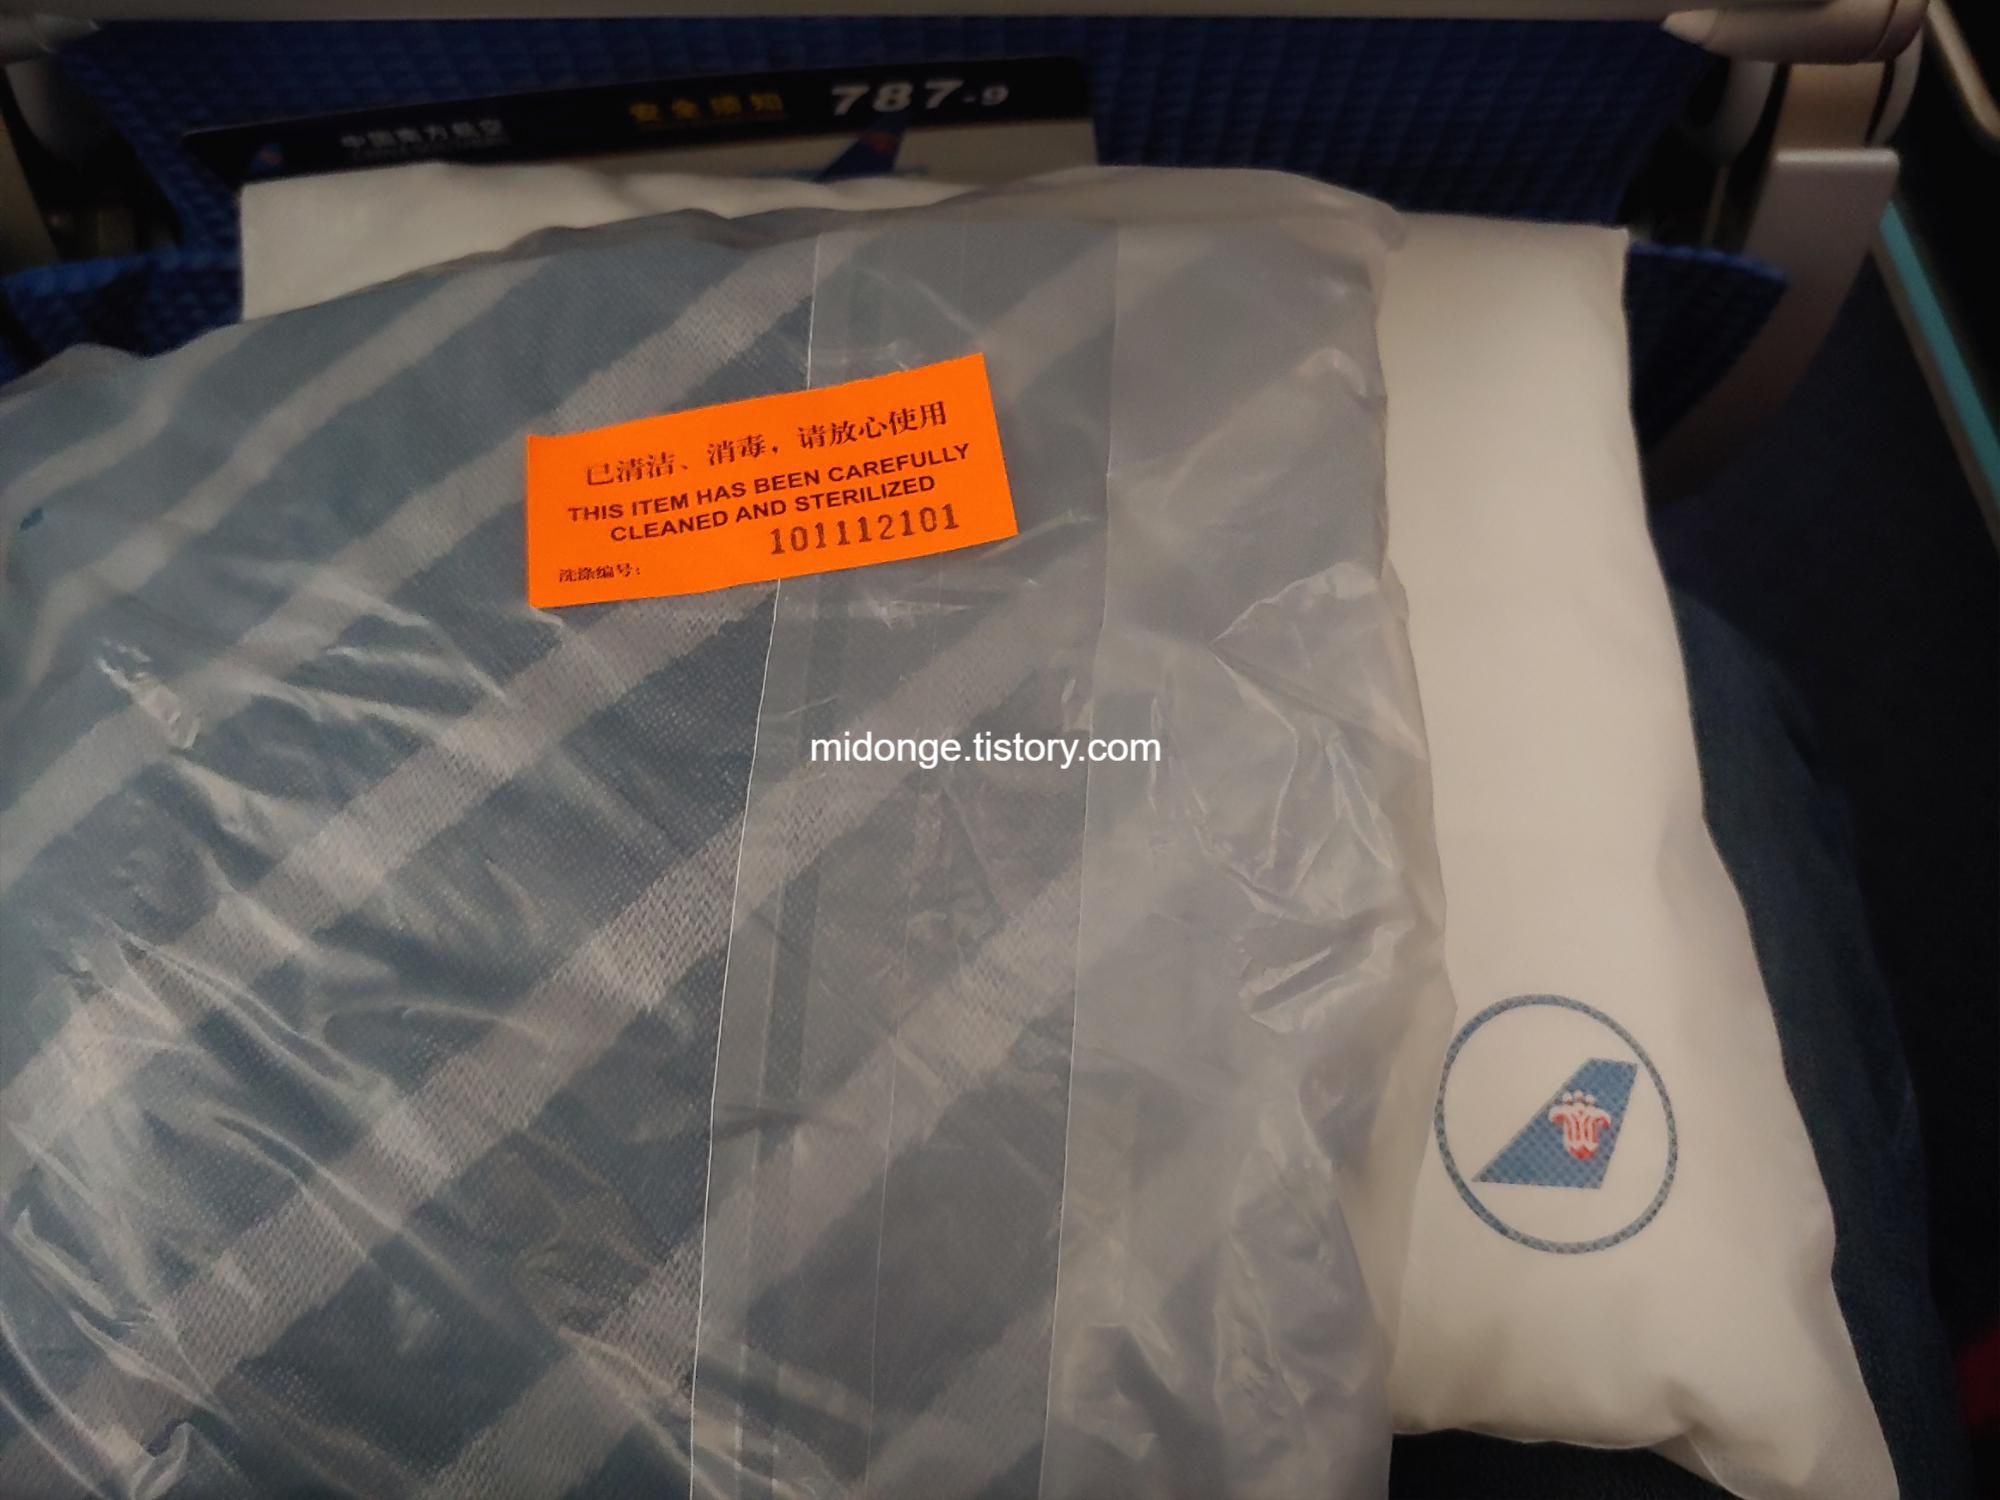 中国南方航空
安全须知 787-9
已清洁、消毒，请放心使用
THIS ITEM HAS BEEN CAREFULLY
CLEANED AND STERILIZED
101112101
洗涤编号:
midonge.tistory.com